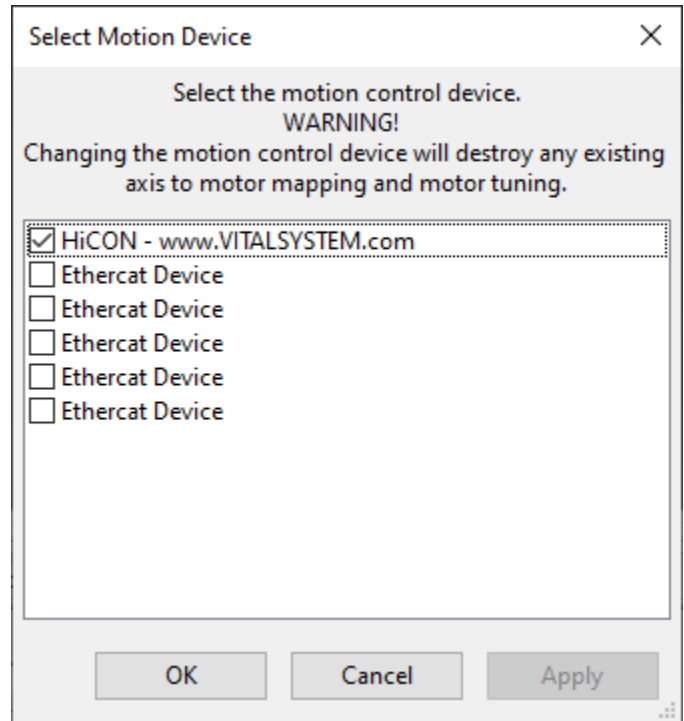 Select Motion Device
Select the motion control device.
WARNING!
Changing the motion control device will destroy any existing
axis to motor mapping and motor tuning.
HiCON - www.VITALSYSTEM.com
Ethercat Device
Ethercat Device
Ethercat Device
Ethercat Device
Ethercat Device
OK Cancel Apply